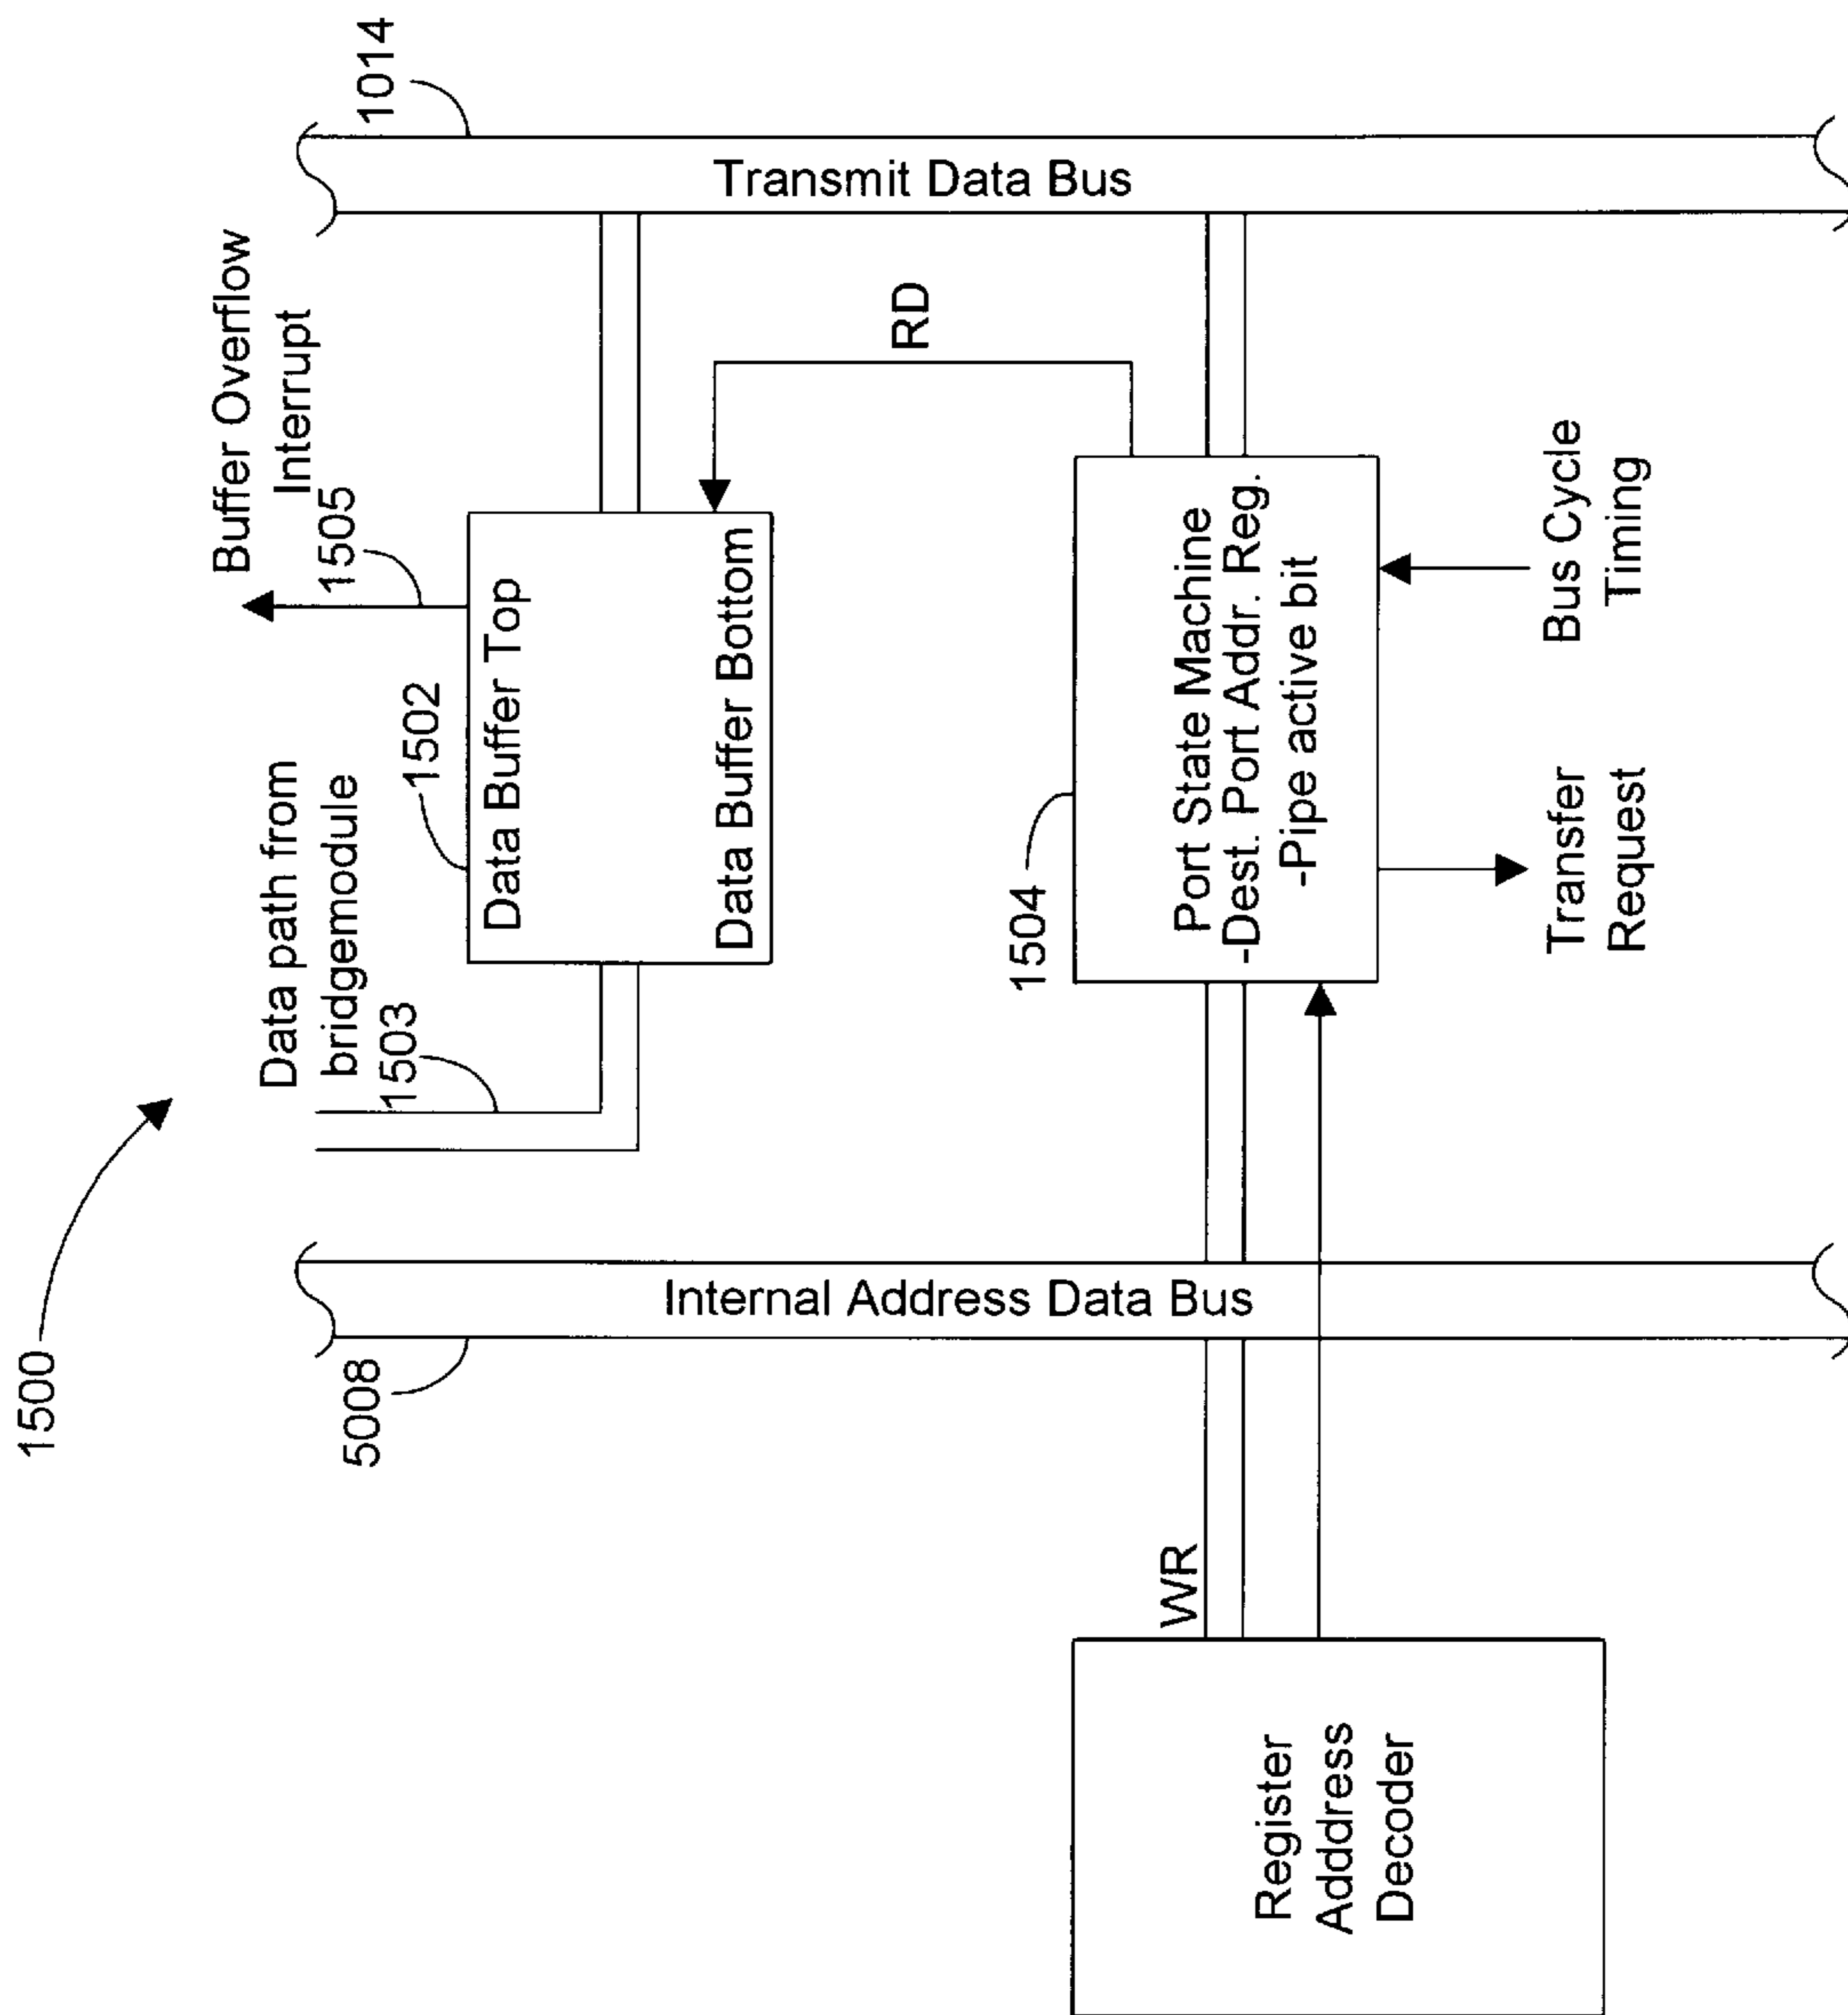 1500
Data path from
bridgemodule
1503
Buffer Overflow
Interrupt
1505
1502
Data Buffer Top
Data Buffer Bottom
RD
1014
Transmit Data Bus
5008
Internal Address Data Bus
1504
Port State Machine
-Dest. Port Addr. Reg.
-Pipe active bit
WR
Register
Adddress
Decoder
Transfer
Request
Bus Cycle
Timing